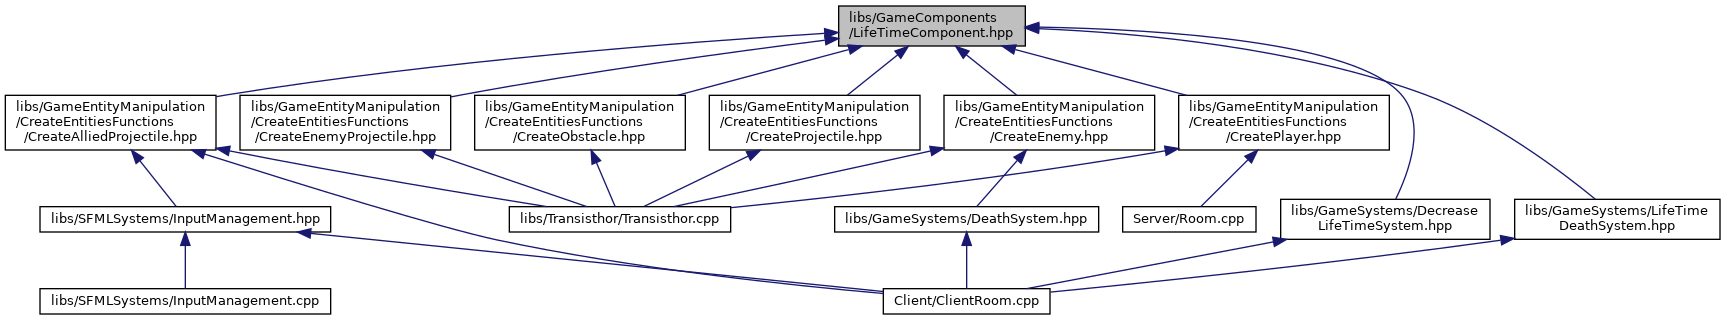 libs/GameComponents
/LifeTimeComponent.hpp
libs/GameEntityManipulation
/CreateEntitiesFunctions
/CreateAlliedProjectile.hpp
libs/GameEntityManipulation
/CreateEntitiesFunctions
/CreateEnemyProjectile.hpp
libs/GameEntityManipulation
/CreateEntitiesFunctions
/CreateObstacle.hpp
libs/GameEntityManipulation
/CreateEntitiesFunctions
/CreateProjectile.hpp
libs/GameEntityManipulation
/CreateEntitiesFunctions
/CreateEnemy.hpp
libs/GameEntityManipulation
/CreateEntitiesFunctions
/CreatePlayer.hpp
libs/SFMLSystems/InputManagement.hpp
libs/Transisthor/Transisthor.cpp
libs/GameSystems/DeathSystem.hpp
Server/Room.cpp
libs/GameSystems/Decrease
LifeTimeSystem.hpp
libs/GameSystems/LifeTime
DeathSystem.hpp
libs/SFMLSystems/InputManagement.cpp
Client/ClientRoom.cpp